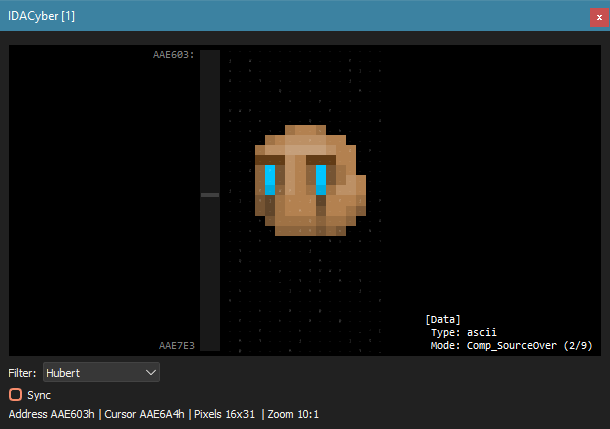 IDACyber [1]
AAE603:
AAE7E3
[Data]
Type: ascii
Mode: Comp_SourceOver (2/9)
Filter: Hubert
Sync
Address AAE603h | Cursor AAE6A4h | Pixels 16x31 | Zoom 10:1